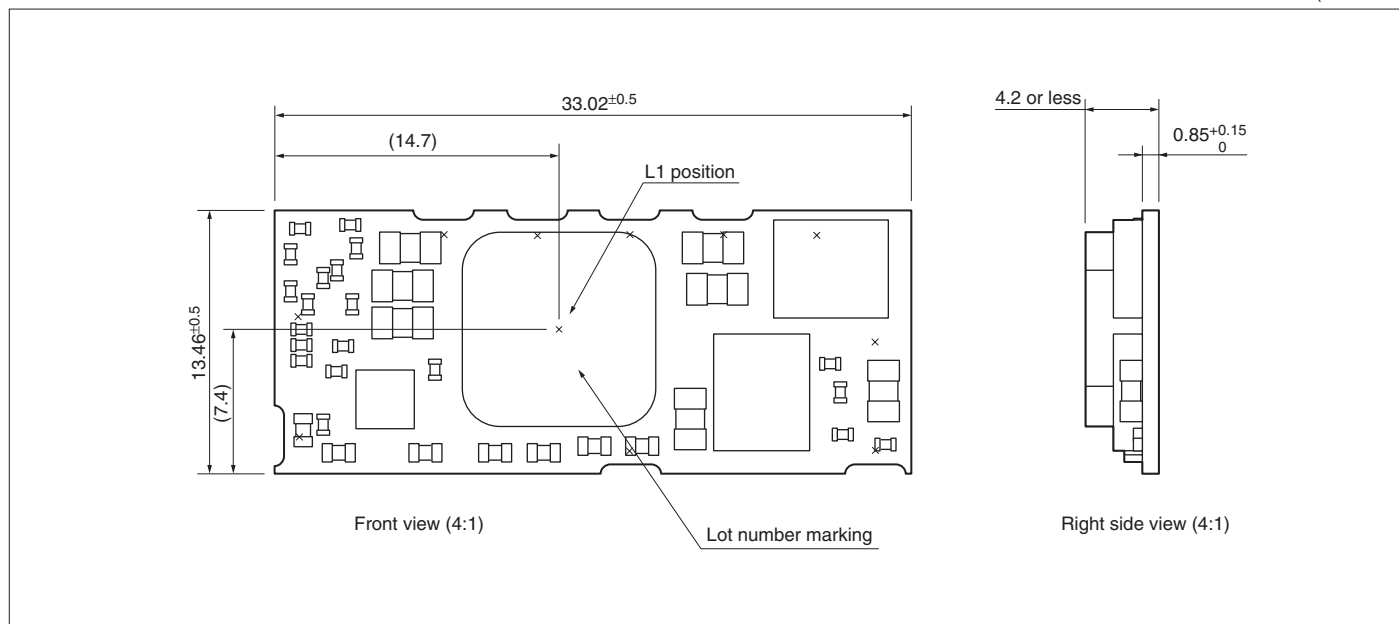 33.02±0.5
4.2 or less
(14.7)
0.85+0.15 0
L1 position
13.46±0.5
(7.4)
Front view (4:1)
Lot number marking
Right side view (4:1)